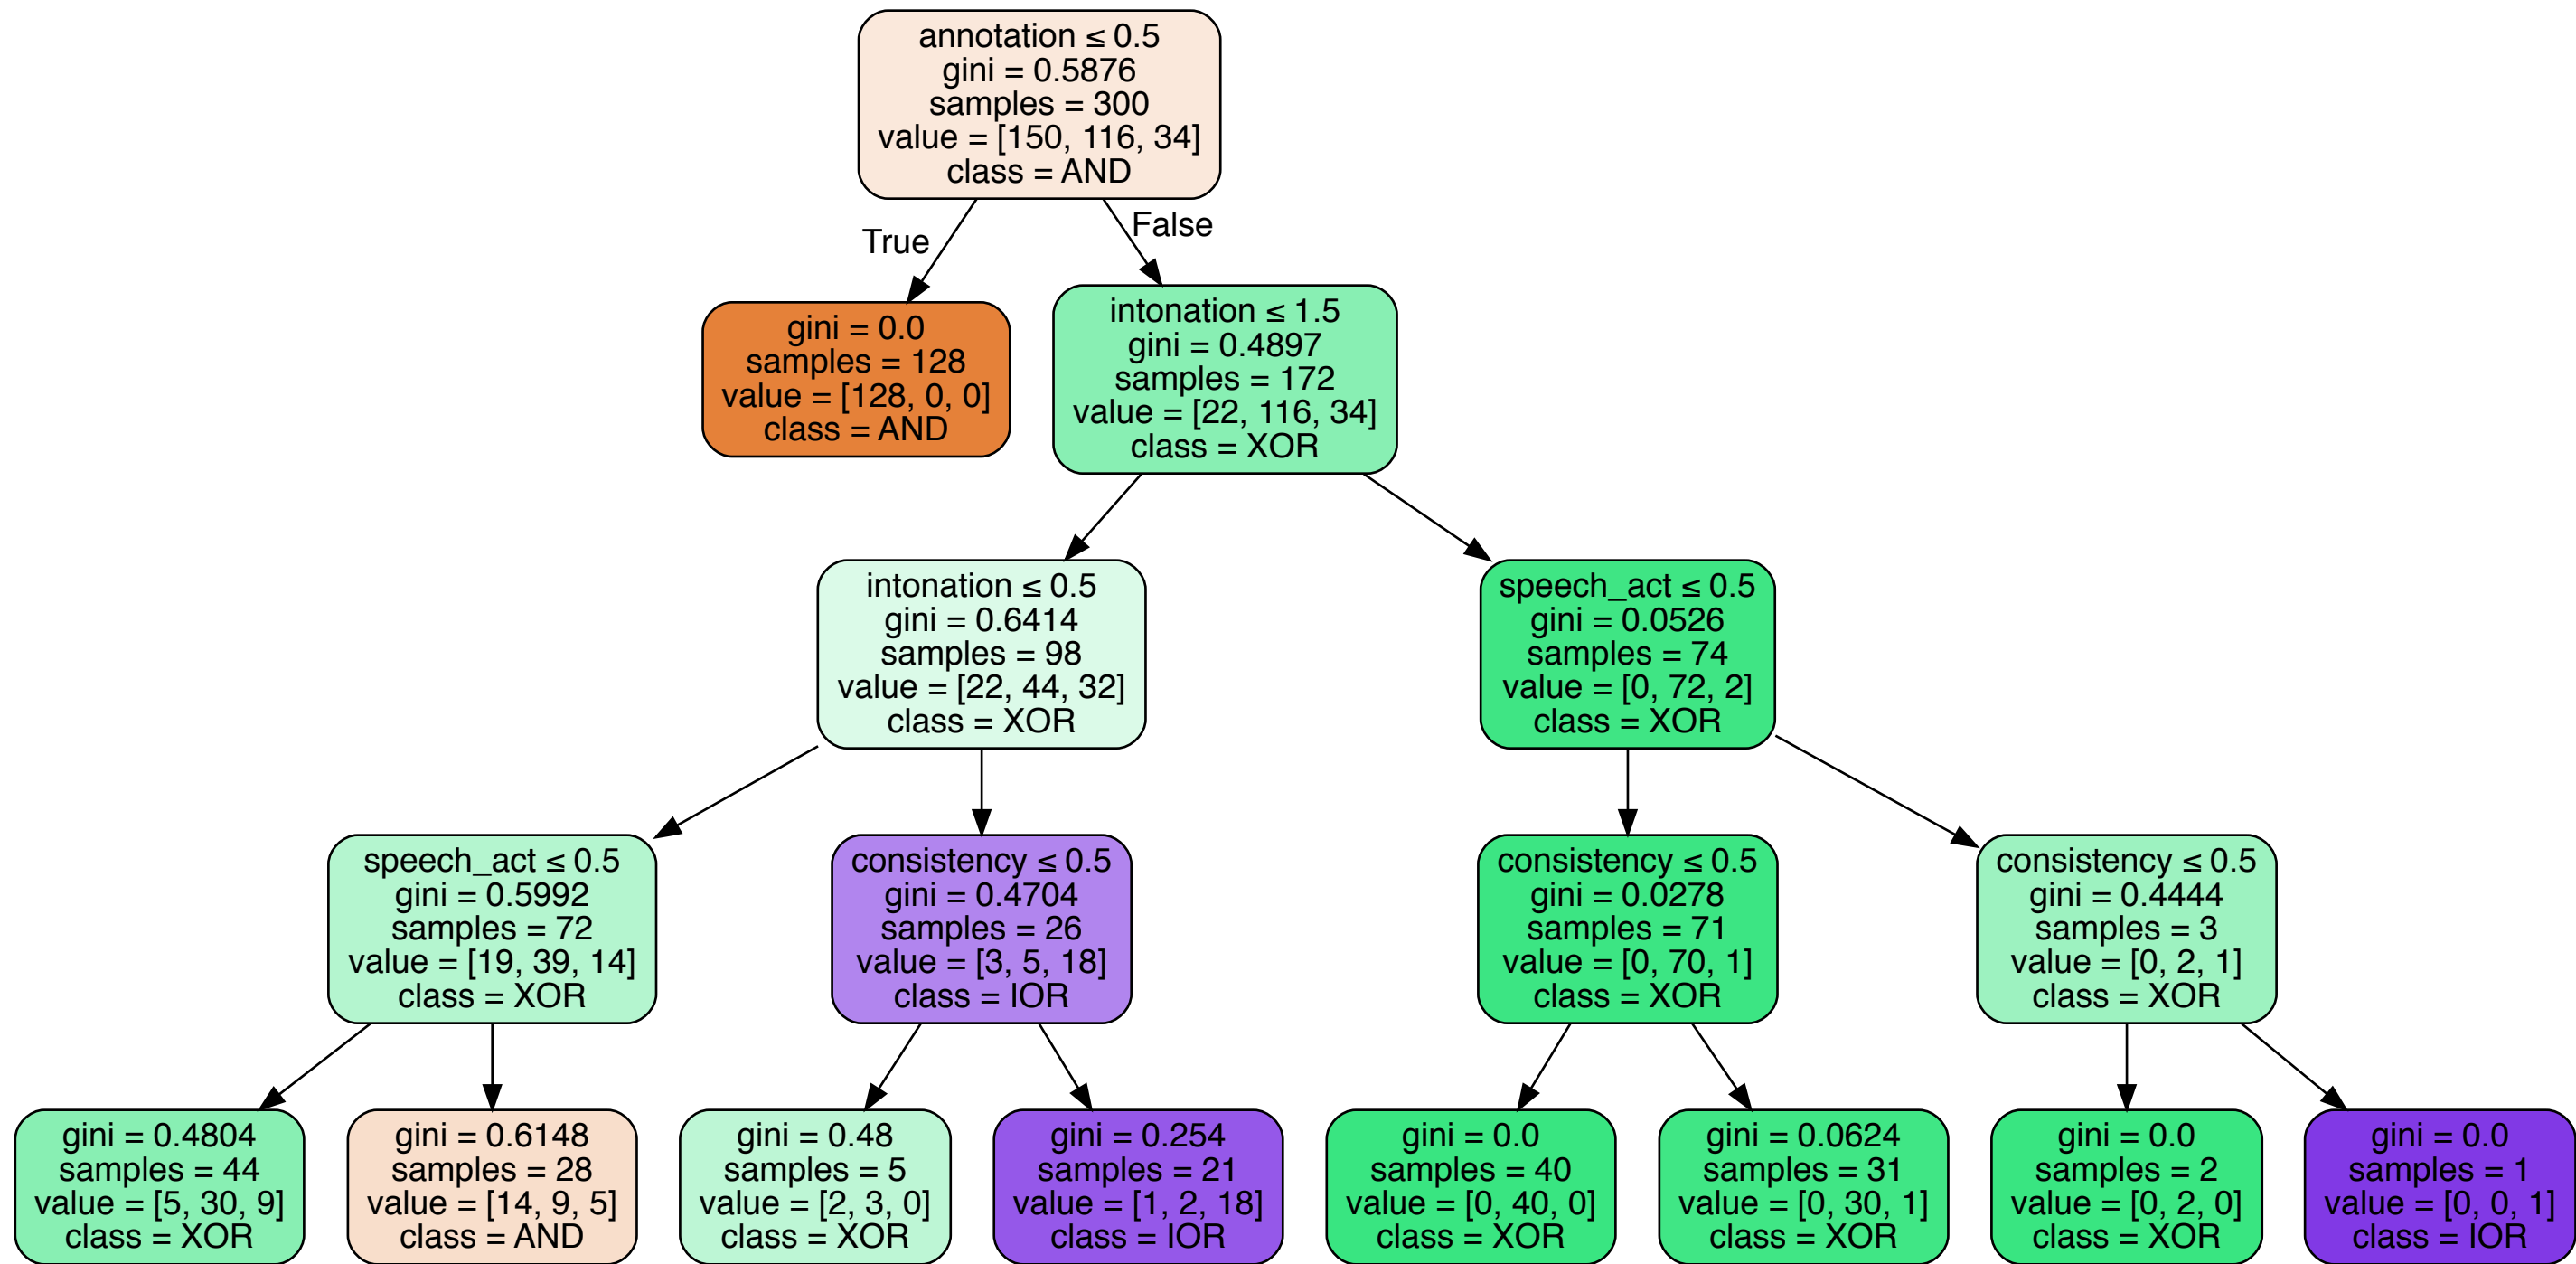 annotation ≤ 0.5
gini = 0.5876
samples = 300
value = [150, 116, 34]
class = AND
True
False
gini = 0.0
samples = 128
value = [128, 0, 0]
class = AND
intonation ≤ 1.5
gini = 0.4897
samples = 172
value = [22, 116, 34]
class = XOR
intonation ≤ 0.5
gini = 0.6414
samples = 98
value = [22, 44, 32]
class = XOR
speech_act ≤ 0.5
gini = 0.0526
samples = 74
value = [0, 72, 2]
class = XOR
speech_act ≤ 0.5
gini = 0.5992
samples = 72
value = [19, 39, 14]
class = XOR
consistency ≤ 0.5
gini = 0.4704
samples = 26
value = [3, 5, 18]
class = IOR
consistency ≤ 0.5
gini = 0.0278
samples = 71
value = [0, 70, 1]
class = XOR
consistency ≤ 0.5
gini = 0.4444
samples = 3
value = [0, 2, 1]
class = XOR
gini = 0.4804
samples = 44
value = [5, 30, 9]
class = XOR
gini = 0.6148
samples = 28
value = [14, 9, 5]
class = AND
gini = 0.48
samples = 5
value = [2, 3, 0]
class = XOR
gini = 0.254
samples = 21
value = [1, 2, 18]
class = IOR
gini = 0.0
samples = 40
value = [0, 40, 0]
class = XOR
gini = 0.0624
samples = 31
value = [0, 30, 1]
class = XOR
gini = 0.0
samples = 2
value = [0, 2, 0]
class = XOR
gini = 0.0
samples = 1
value = [0, 0, 1]
class = IOR